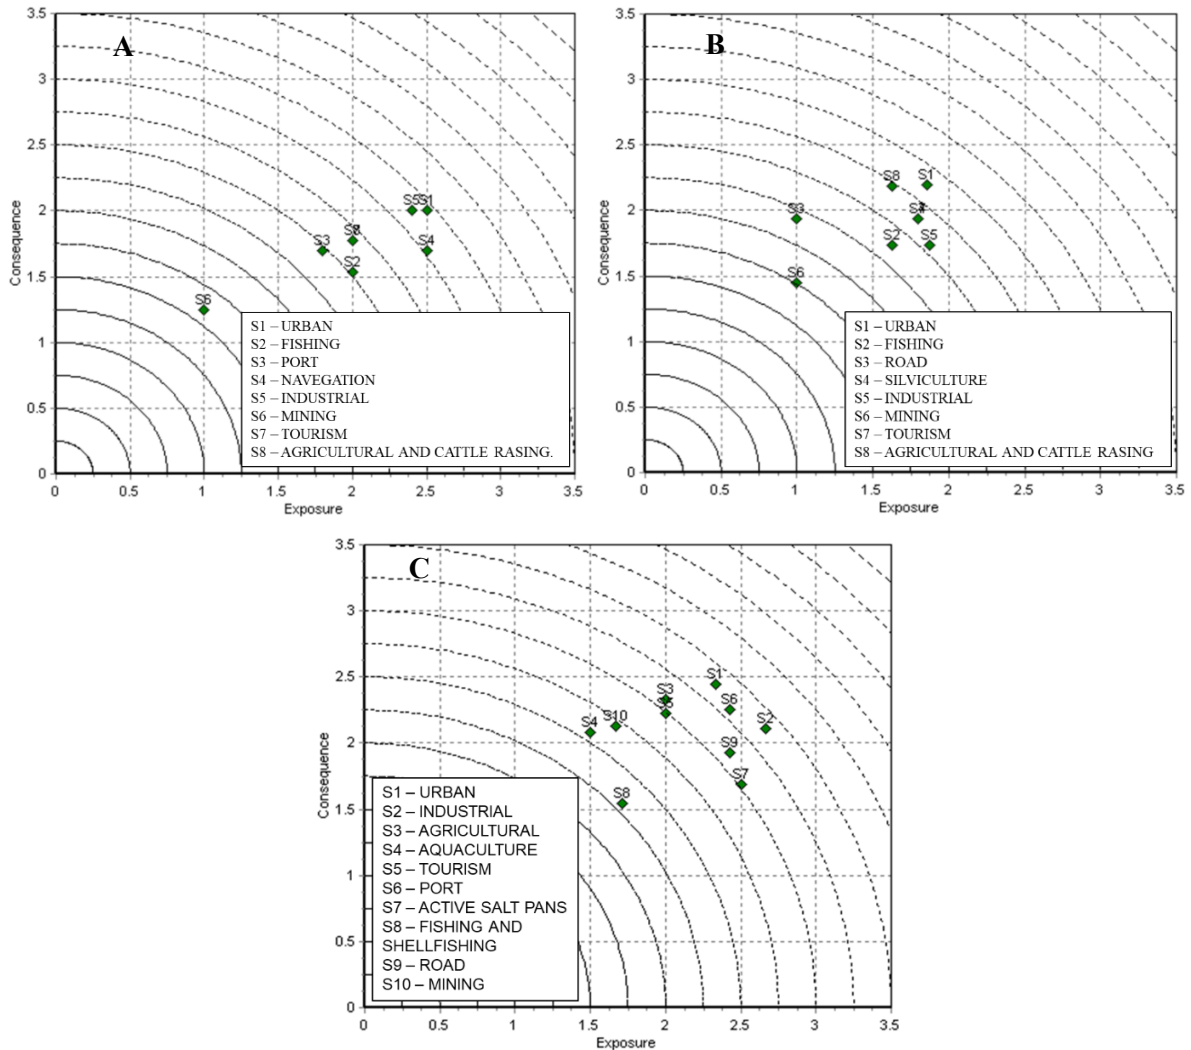 A
3.5
3
2.5
2
1.5
1
0.5
0
Consequence
S5 S1
S8
S3
S4
S2
S6
S1 – URBAN
S2 – FISHING
S3 – PORT
S4 – NAVEGATION
S5 – INDUSTRIAL
S6 – MINING
S7 – TOURISM
S8 – AGRICULTURAL AND CATTLE RASING.
0 0.5 1 1.5 2 2.5 3 3.5
Exposure
B
3.5
3
2.5
2
1.5
1
0.5
0
Consequence
S8 S1
S3
S2 S5
S6
S1 – URBAN
S2 – FISHING
S3 – ROAD
S4 – SILVICULTURE
S5 – INDUSTRIAL
S6 – MINING
S7 – TOURISM
S8 – AGRICULTURAL AND CATTLE RASING
0 0.5 1 1.5 2 2.5 3 3.5
Exposure
C
3.5
3
2.5
2
1.5
1
0.5
0
Consequence
S1
S3 S6
S5
S4 S10 S2
S9
S7
S8
S1 – URBAN
S2 – INDUSTRIAL
S3 – AGRICULTURAL
S4 – AQUACULTURE
S5 – TOURISM
S6 – PORT
S7 – ACTIVE SALT PANS
S8 – FISHING AND
SHELLFISHING
S9 – ROAD
S10 – MINING
0 0.5 1 1.5 2 2.5 3 3.5
Exposure